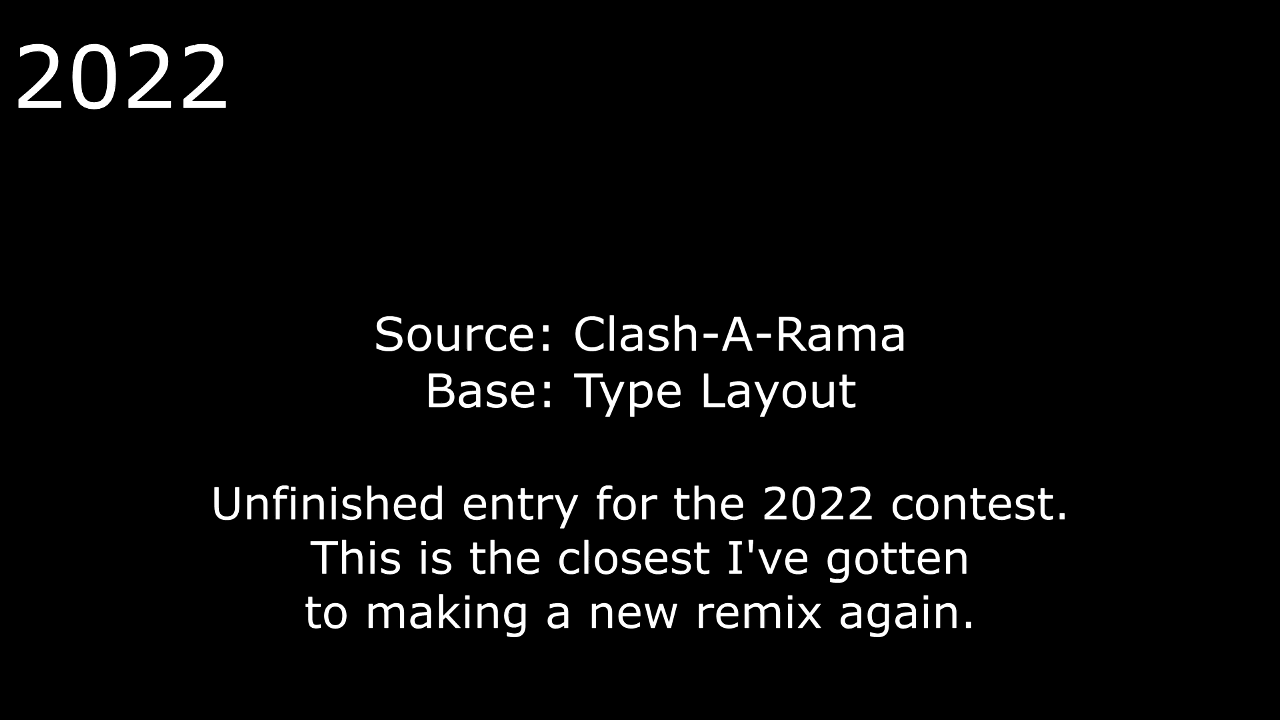 2022
Source: Clash-A-Rama
Base: Type Layout
Unfinished entry for the 2022 contest.
This is the closest I've gotten
to making a new remix again.